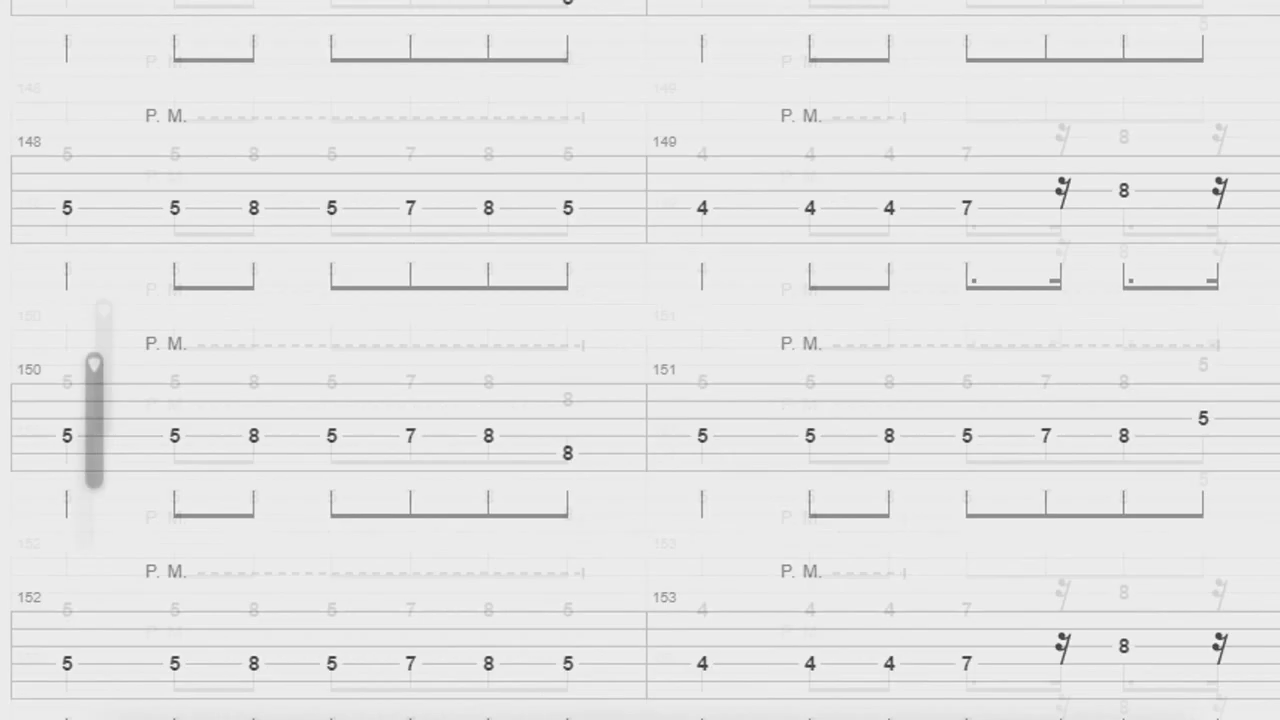 P. M. P. M.
148 149
8
5 5 8 5 7 8 5 4 4 4 7
P. M. P. M.
150 151
5
5 5 8 5 7 8 5 5 8 5 7 8
8
P. M. P. M.
152 153
8
5 5 8 5 7 8 5 4 4 4 7